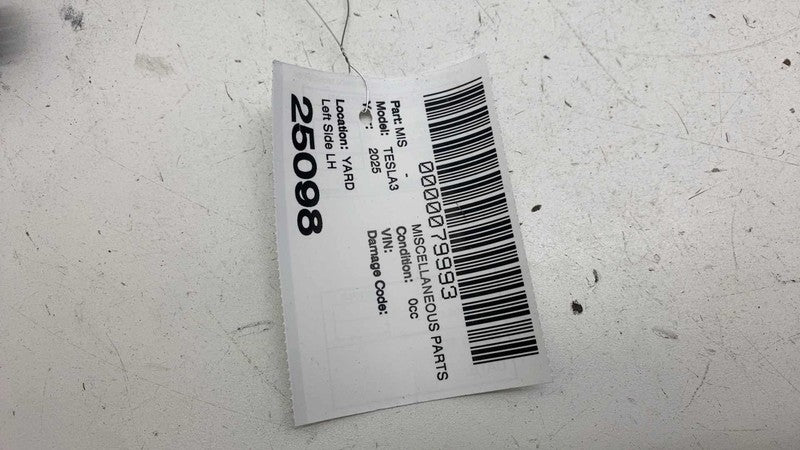 0000079993
Part: MIS - MISCELLANEOUS PARTS
Model: TESLA3 Condition: 0cc
2025 VIN:
Damage Code:
Location: YARD
Left Side LH
25098